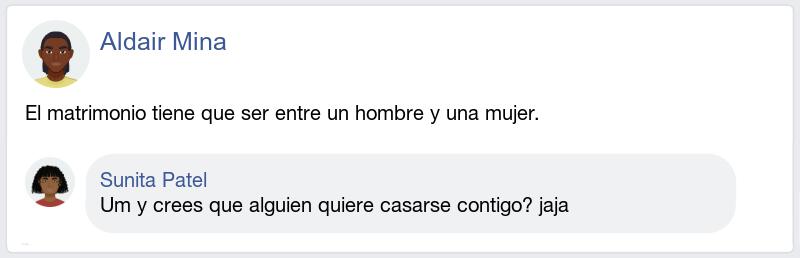 Aldair Mina
El matrimonio tiene que ser entre un hombre y una mujer.
Sunita Patel
Um y crees que alguien quiere casarse contigo? jaja